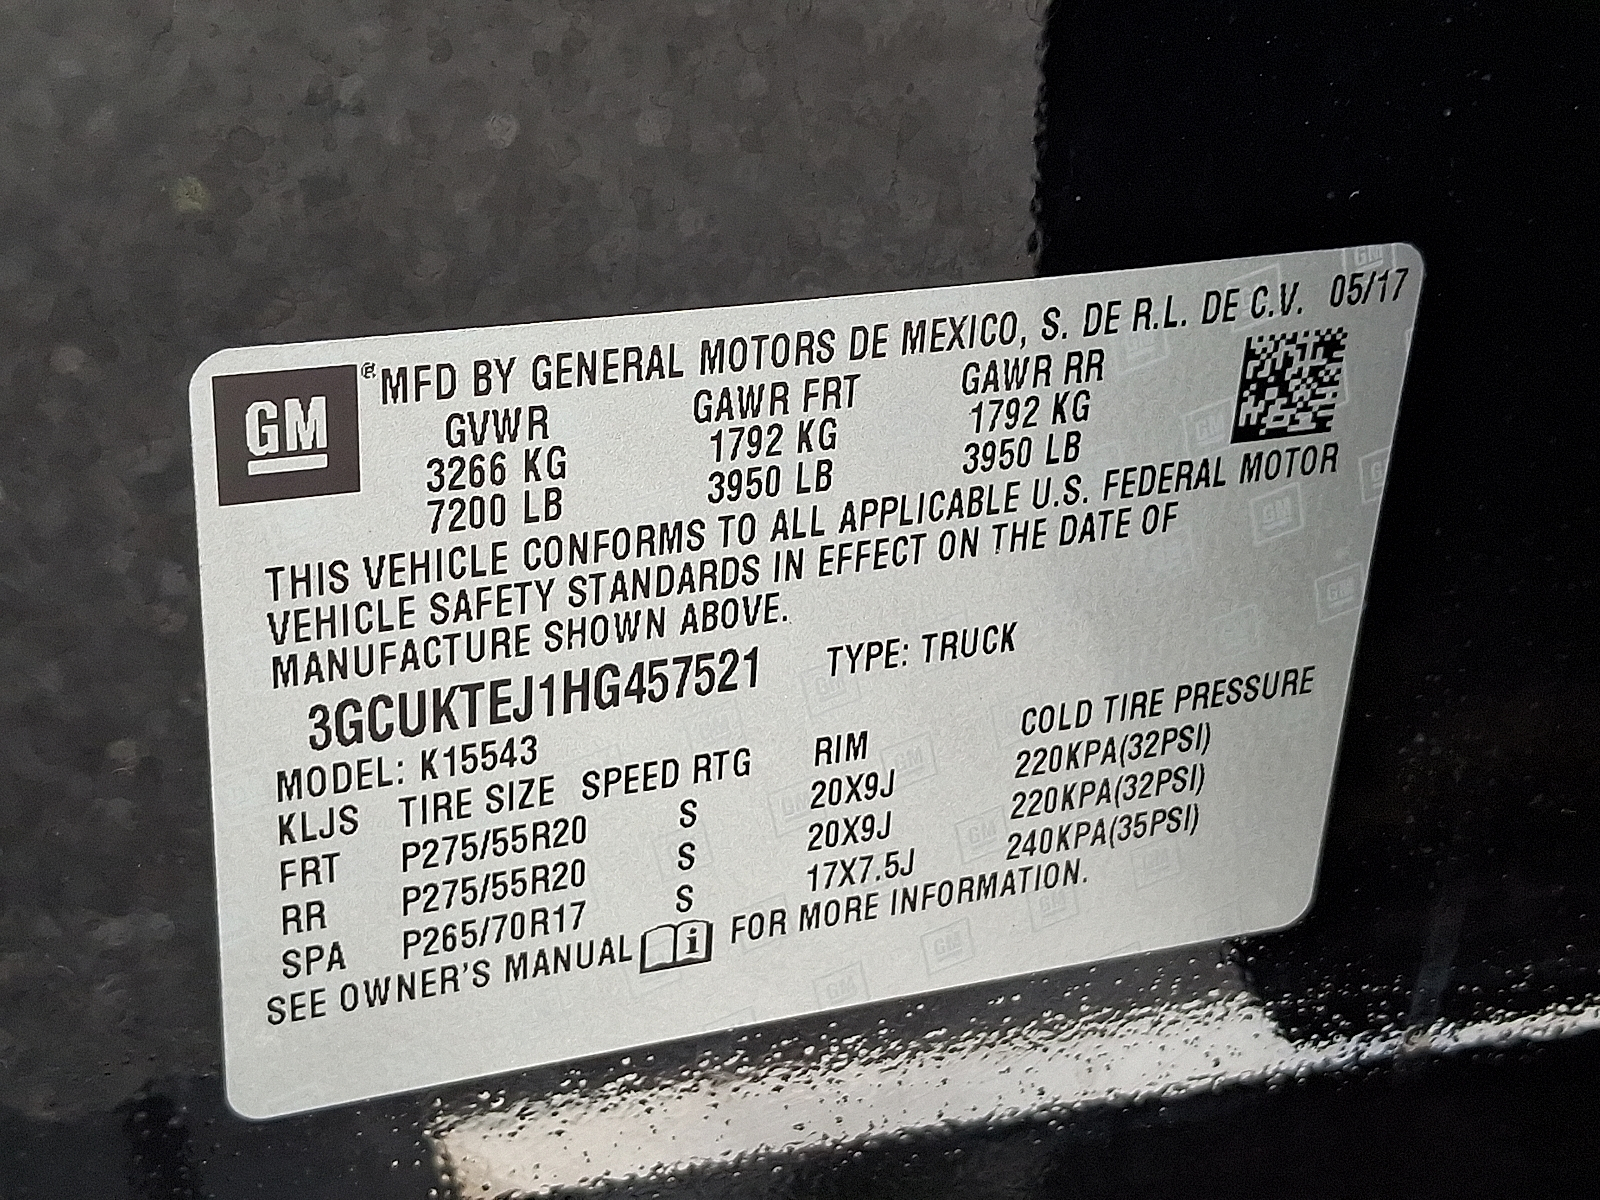 GM ® MFD BY GENERAL MOTORS DE MEXICO, S. DE R.L. DE C.V. 05/17
GVWR GAWR FRT GAWR RR
3266 KG 1792 KG 1792 KG
7200 LB 3950 LB 3950 LB
THIS VEHICLE CONFORMS TO ALL APPLICABLE U.S. FEDERAL MOTOR
VEHICLE SAFETY STANDARDS IN EFFECT ON THE DATE OF
MANUFACTURE SHOWN ABOVE.
3GCUKTEJ1HG457521 TYPE: TRUCK
MODEL: K15543
KLJS TIRE SIZE SPEED RTG RIM COLD TIRE PRESSURE
FRT P275/55R20 S 20X9J 220KPA(32PSI)
RR P275/55R20 S 20X9J 220KPA(32PSI)
SPA P265/70R17 S 17X7.5J 240KPA(35PSI)
SEE OWNER'S MANUAL i FOR MORE INFORMATION.